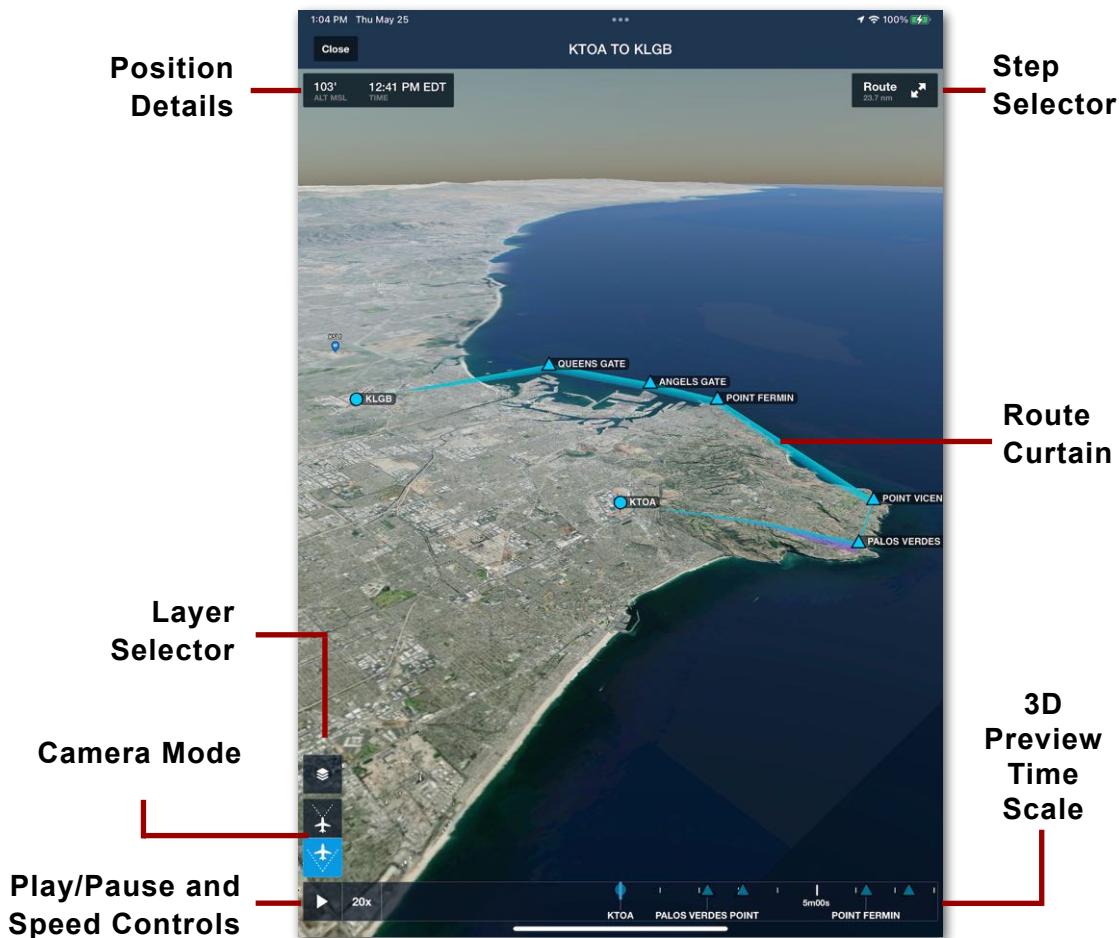 1:04 PM Thu May 25
100%
Close
KTOA TO KLGB
Position
Details
103'
ALT MSL
12:41 PM EDT
TIME
Route
23.7 nm
Step
Selector
QUEENS GATE
ANGELS GATE
KLGB
POINT FERMIN
Route
Curtain
KTOA
POINT VICEN
PALOS VERDES
Layer
Selector
Camera Mode
3D
Preview
Time
Scale
Play/Pause and
Speed Controls
20x
5m00s
KTOA
PALOS VERDES POINT
POINT FERMIN